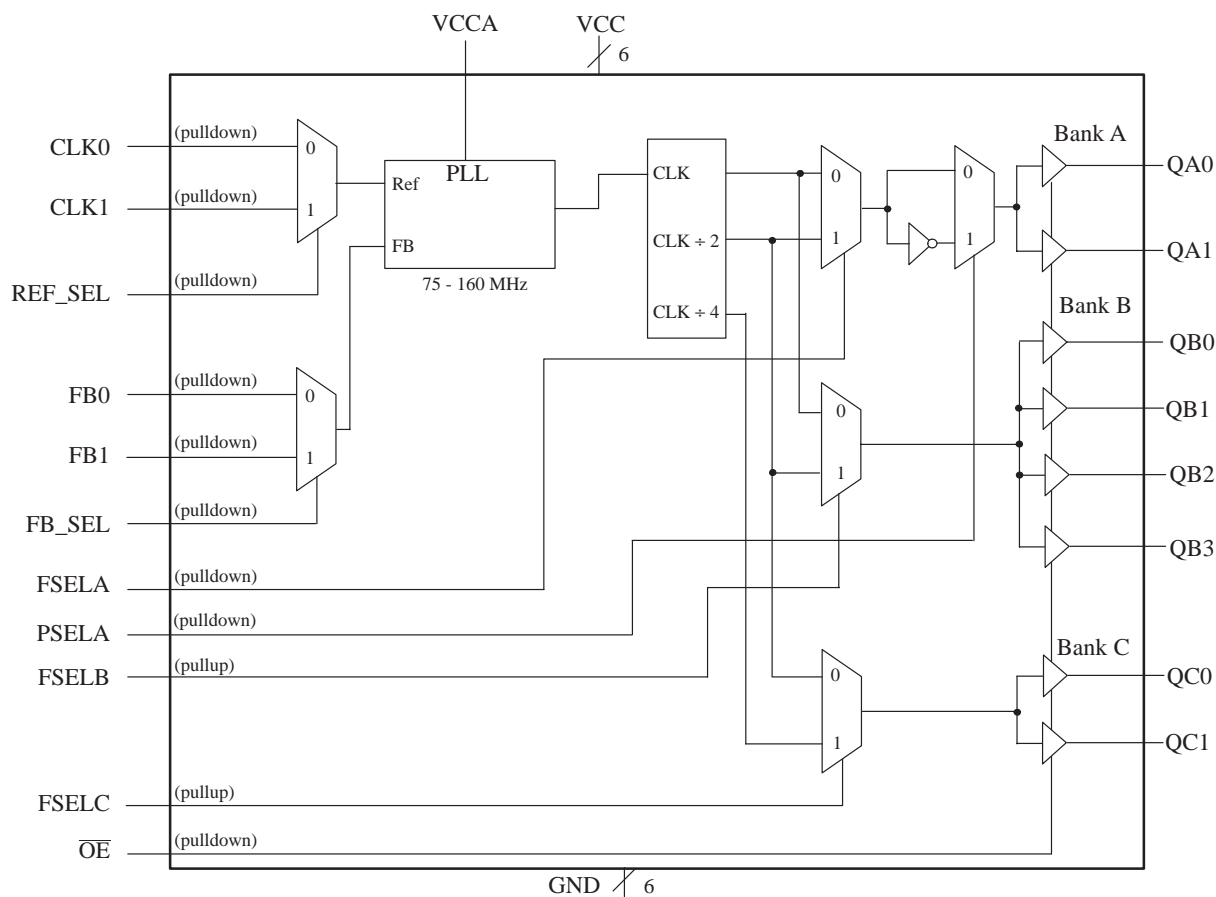 VCCA
VCC
6
CLK0
(pulldown)
0
CLK1
(pulldown)
1
REF_SEL
(pulldown)
PLL
Ref
FB
75 - 160 MHz
CLK
CLK ÷ 2
CLK ÷ 4
0
1
0
1
Bank A
QA0
QA1
Bank B
QB0
QB1
QB2
QB3
FB0
(pulldown)
0
FB1
(pulldown)
1
FB_SEL
(pulldown)
0
1
FSELA
(pulldown)
PSELA
(pulldown)
FSELB
(pullup)
0
1
Bank C
QC0
QC1
FSELC
(pullup)
O̅E̅
(pulldown)
GND
6